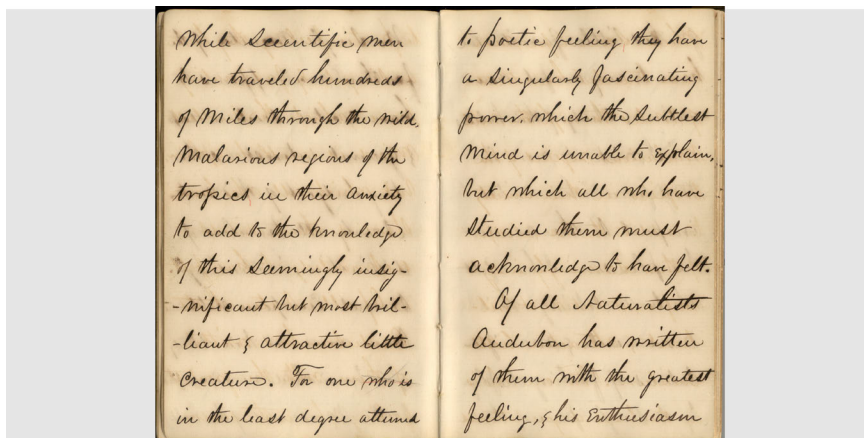 While Scientific men
have traveled hundreds
of Miles through the wild,
Malarious regions of the
tropics in their anxiety
to add to the knowledge
of this seemingly insig-
-nificant but most bril-
-liant & attractive little
Creature. For one who is
in the least degree attuned
to poetic feeling they have
a singularly fascinating
power, which the subtlest
Mind is unable to explain,
but which all who have
Studied them must
acknowledge to have felt.
Of all Naturalists
Audubon has written
of them with the greatest
feeling, & his Enthusiasm